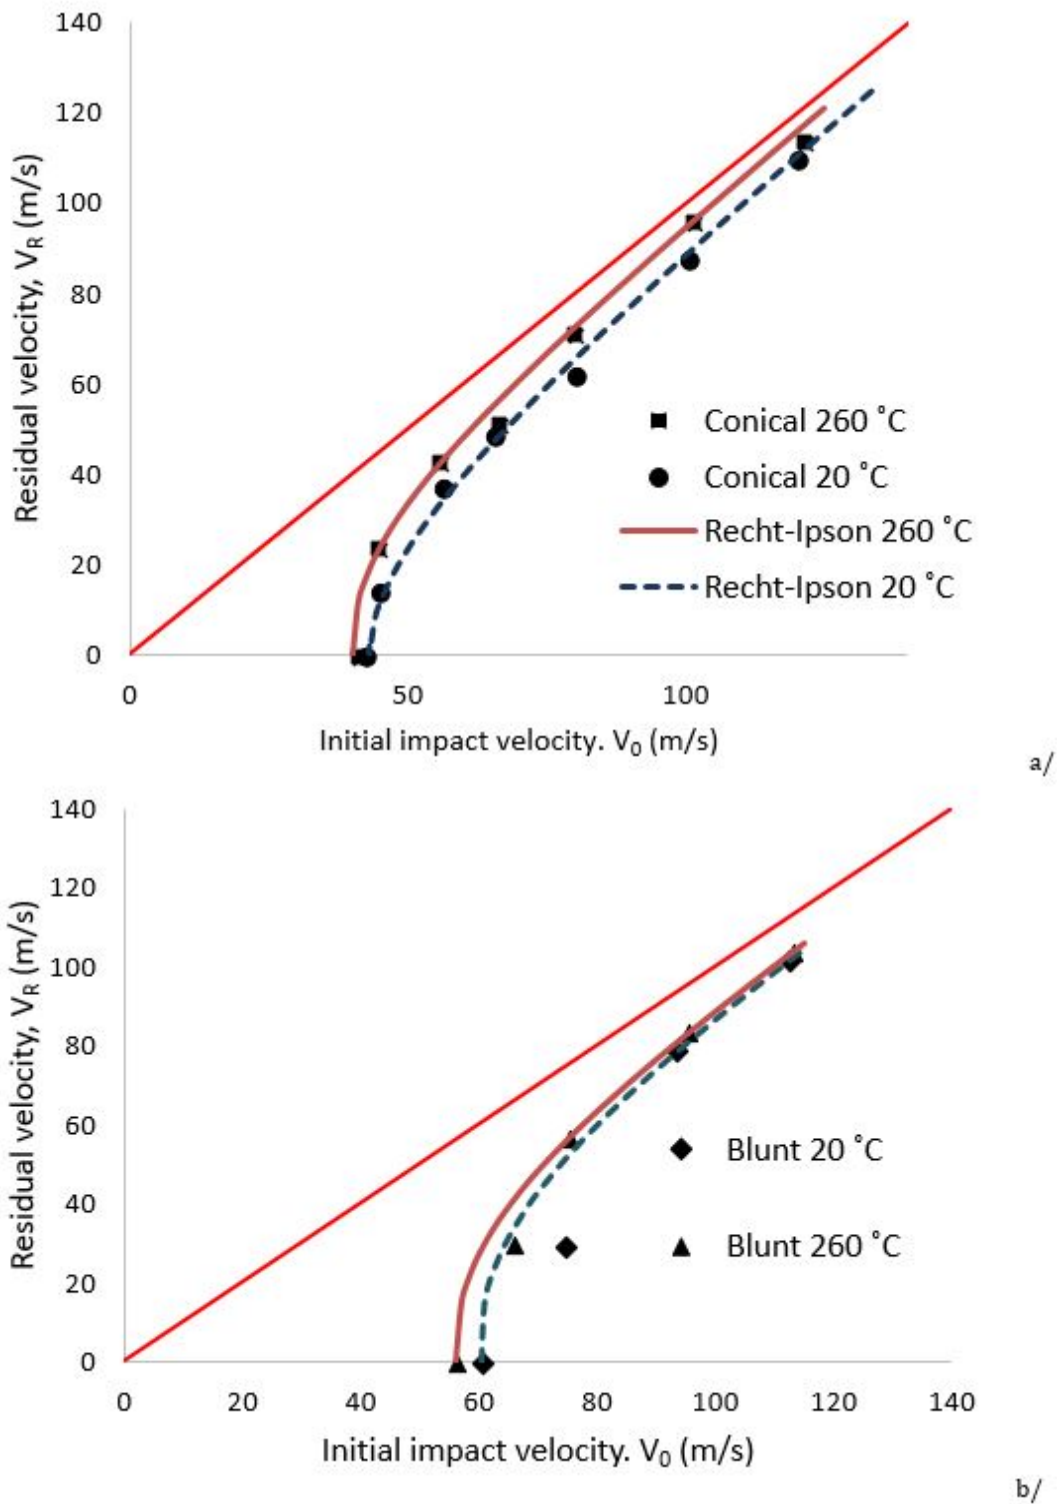 140
120
100
80
60
40
20
0
Residual velocity, VR (m/s)
Conical 260 ˚C
Conical 20 ˚C
Recht-Ipson 260 ˚C
Recht-Ipson 20 ˚C
0 50 100
Initial impact velocity. V0 (m/s)
a/
140
120
100
80
60
40
20
0
Residual velocity, VR (m/s)
Blunt 20 ˚C
Blunt 260 ˚C
0 20 40 60 80 100 120 140
Initial impact velocity. V0 (m/s)
b/